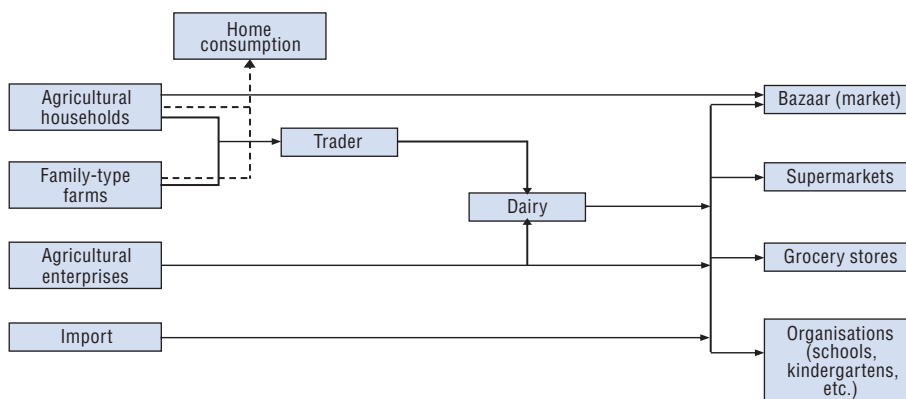 Home
consumption
Agricultural
households
Bazaar (market)
Trader
Family-type
farms
Supermarkets
Dairy
Agricultural
enterprises
Grocery stores
Import
Organisations
(schools,
kindergartens,
etc.)